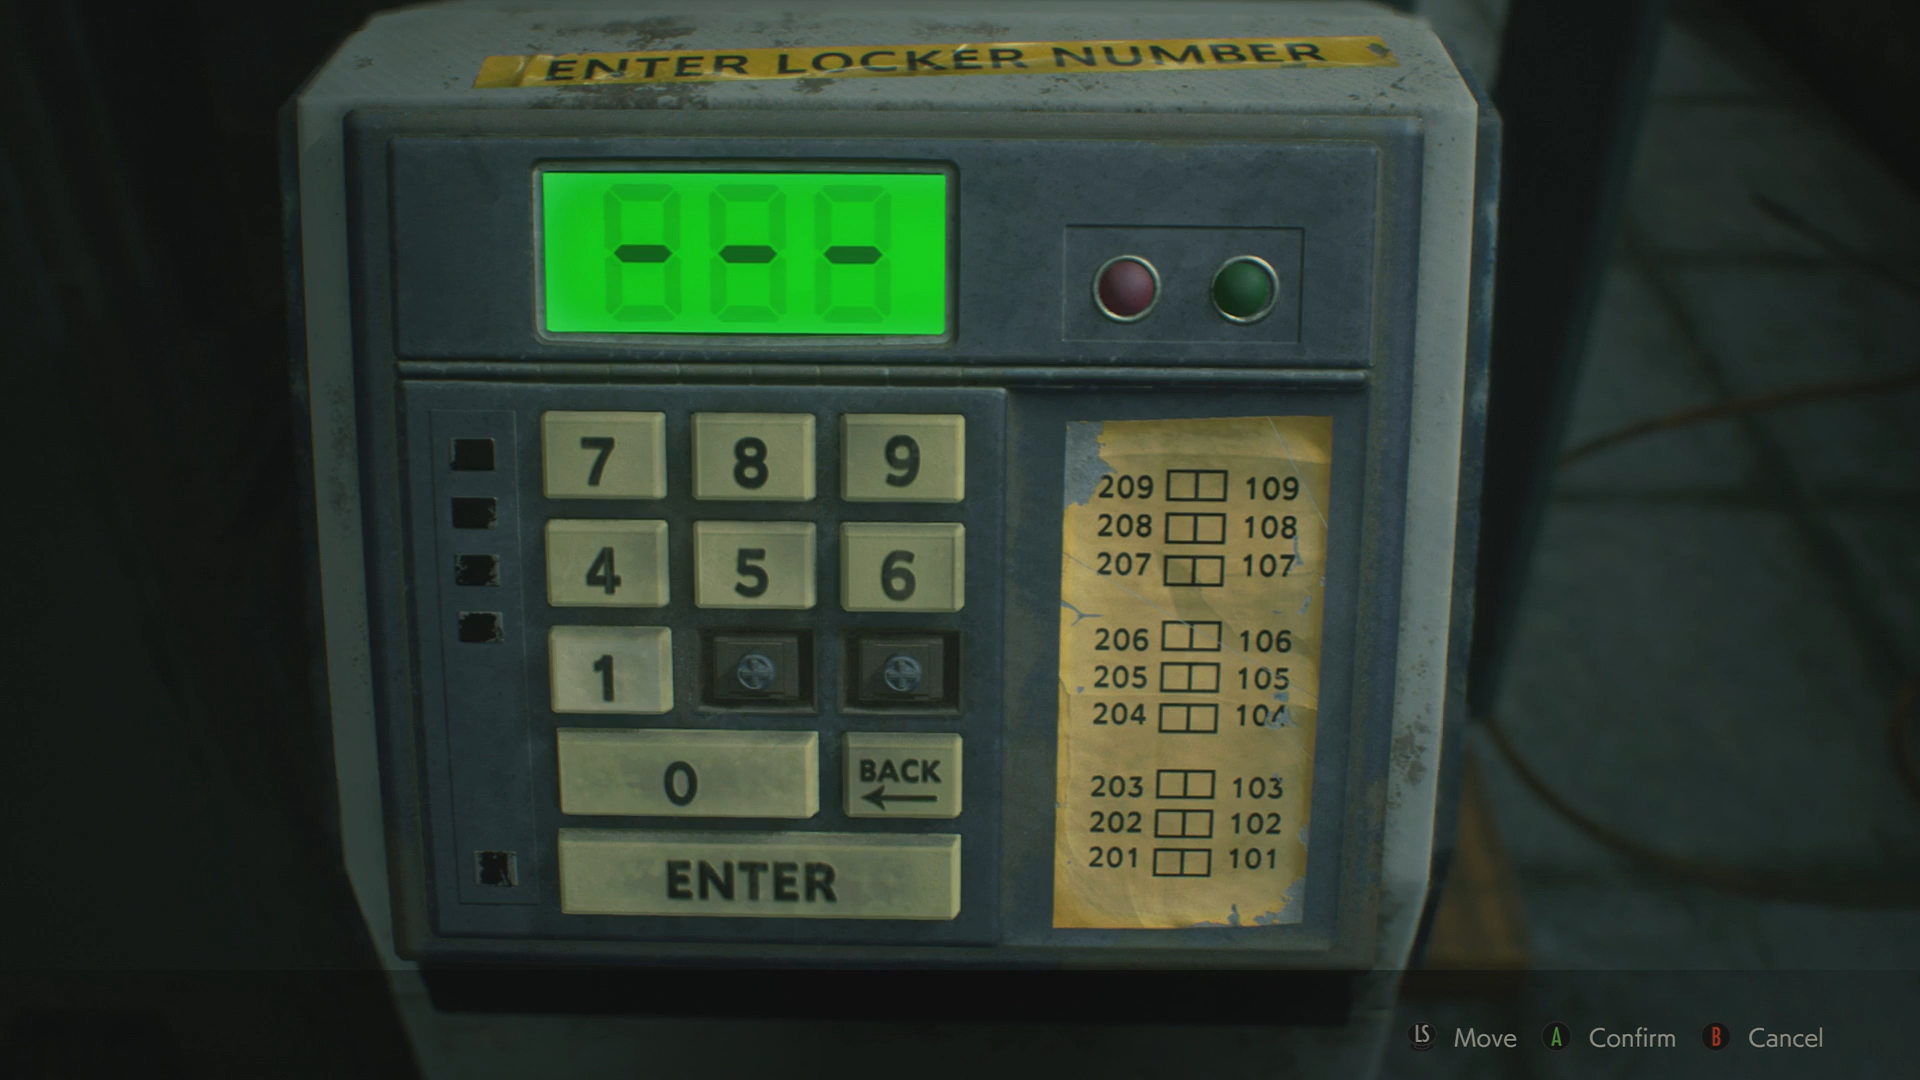 ENTER LOCKER NUMBER
- - -
7 8 9
4 5 6
1
0 BACK
ENTER
209 109
208 108
207 107
206 106
205 105
204 104
203 103
202 102
201 101
LS Move A Confirm B Cancel